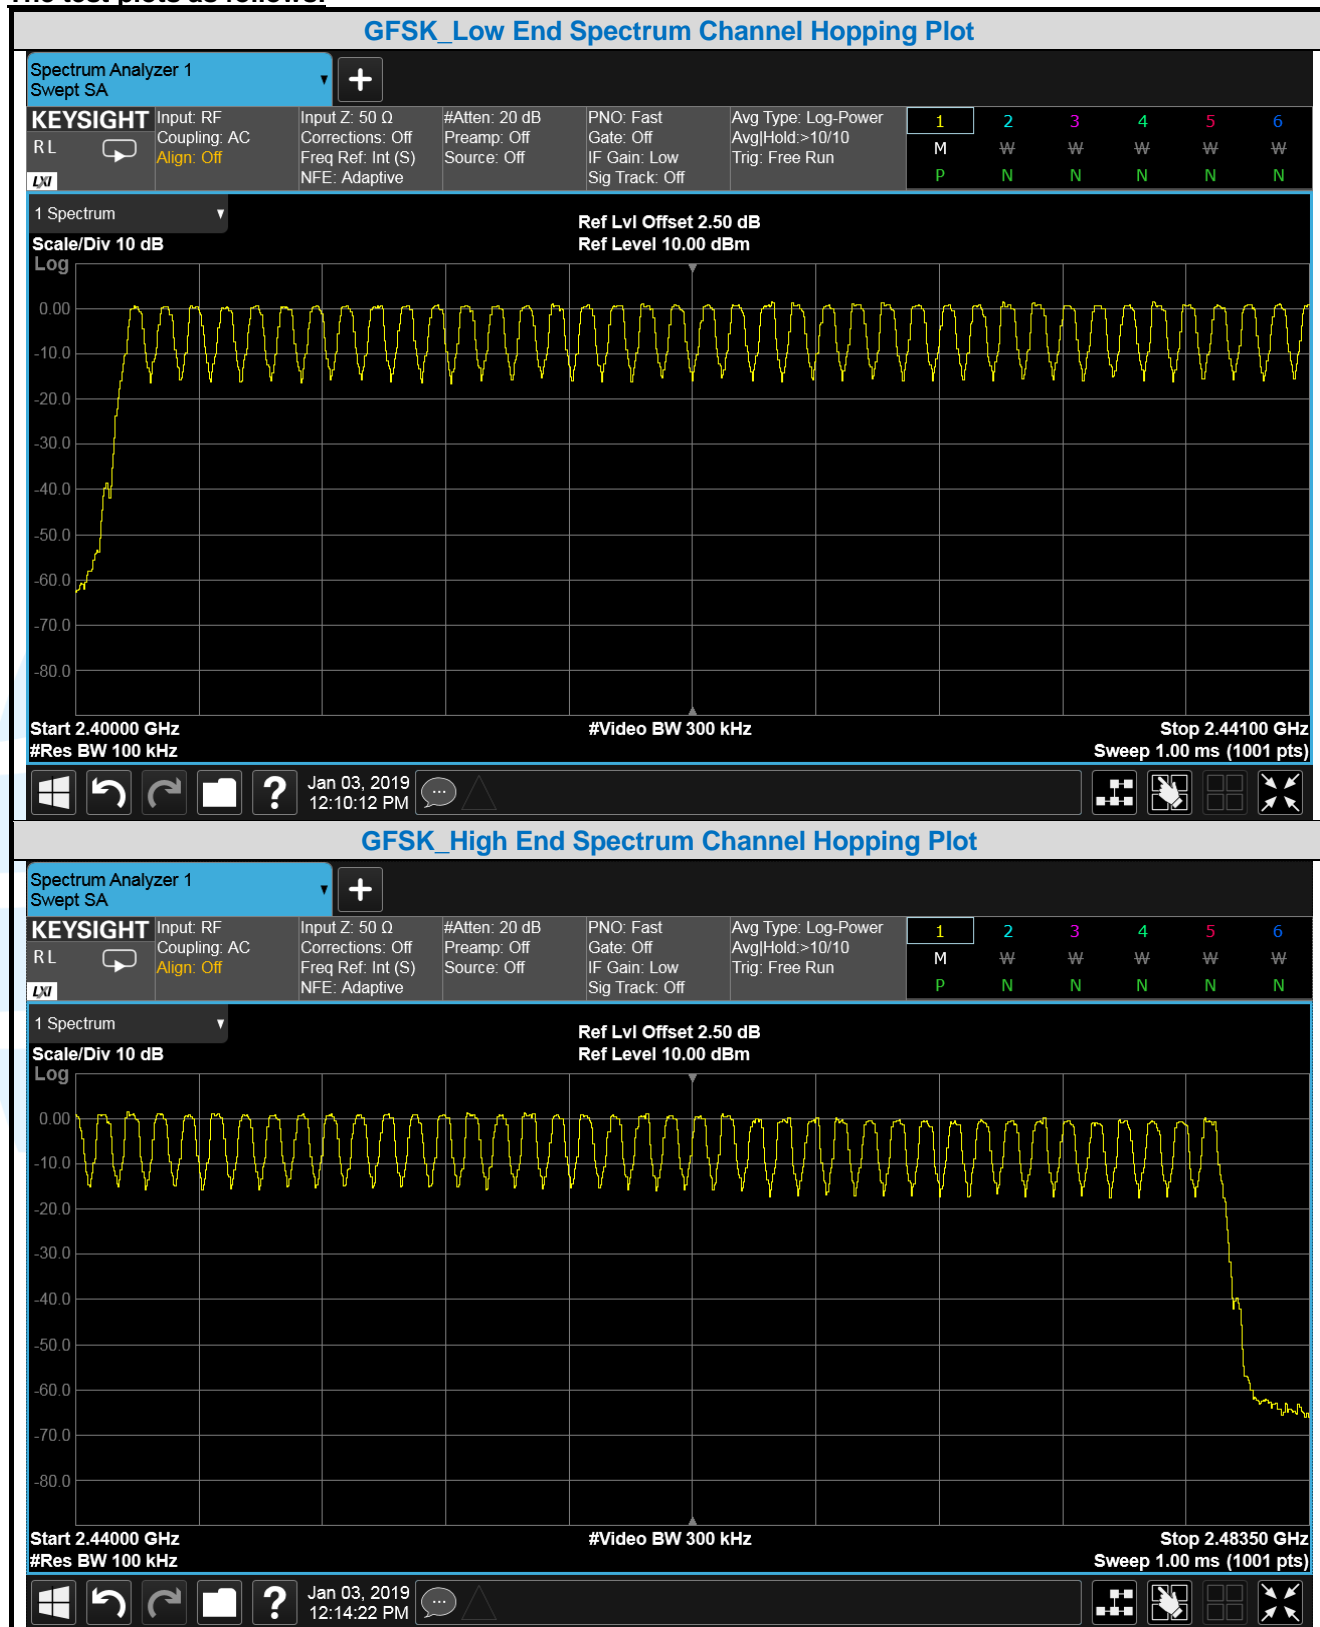 The test plots as follows:
GFSK_Low End Spectrum Channel Hopping Plot
Spectrum Analyzer 1
Swept SA
KEYSIGHT
R L
LXI
Input: RF
Coupling: AC
Align: Off
Input Z: 50 Ω
Corrections: Off
Freq Ref: Int (S)
NFE: Adaptive
#Atten: 20 dB
Preamp: Off
Source: Off
PNO: Fast
Gate: Off
IF Gain: Low
Sig Track: Off
Avg Type: Log-Power
Avg|Hold:>10/10
Trig: Free Run
1 2 3 4 5 6
M W W W W W
P N N N N N
1 Spectrum
Scale/Div 10 dB
Ref Lvl Offset 2.50 dB
Ref Level 10.00 dBm
Log
0.00
-10.0
-20.0
-30.0
-40.0
-50.0
-60.0
-70.0
-80.0
Start 2.40000 GHz
#Res BW 100 kHz
#Video BW 300 kHz
Stop 2.44100 GHz
Sweep 1.00 ms (1001 pts)
?
Jan 03, 2019
12:10:12 PM
GFSK_High End Spectrum Channel Hopping Plot
Spectrum Analyzer 1
Swept SA
KEYSIGHT
R L
LXI
Input: RF
Coupling: AC
Align: Off
Input Z: 50 Ω
Corrections: Off
Freq Ref: Int (S)
NFE: Adaptive
#Atten: 20 dB
Preamp: Off
Source: Off
PNO: Fast
Gate: Off
IF Gain: Low
Sig Track: Off
Avg Type: Log-Power
Avg|Hold:>10/10
Trig: Free Run
1 2 3 4 5 6
M W W W W W
P N N N N N
1 Spectrum
Scale/Div 10 dB
Ref Lvl Offset 2.50 dB
Ref Level 10.00 dBm
Log
0.00
-10.0
-20.0
-30.0
-40.0
-50.0
-60.0
-70.0
-80.0
Start 2.44000 GHz
#Res BW 100 kHz
#Video BW 300 kHz
Stop 2.48350 GHz
Sweep 1.00 ms (1001 pts)
?
Jan 03, 2019
12:14:22 PM